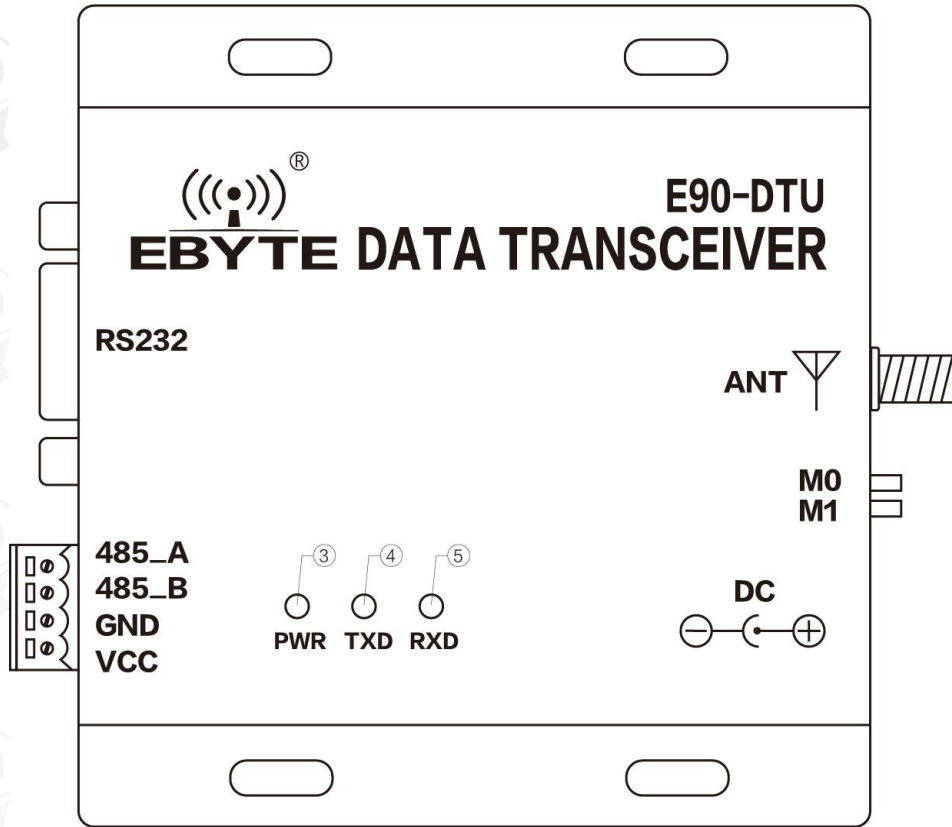 ®
E90-DTU
EBYTE DATA TRANSCEIVER
RS232
ANT
M0
M1
485_A
485_B
GND
VCC
③ ④ ⑤
PWR TXD RXD
DC